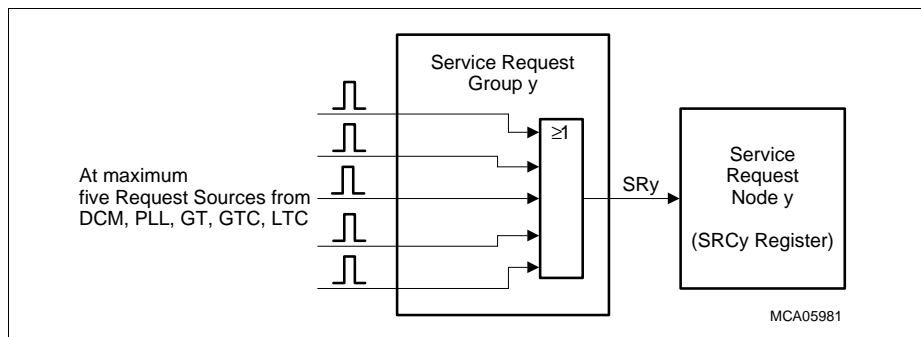 Service Request
Group y
≥1
At maximum
five Request Sources from
DCM, PLL, GT, GTC, LTC
SRy
Service
Request
Node y
(SRCy Register)
MCA05981